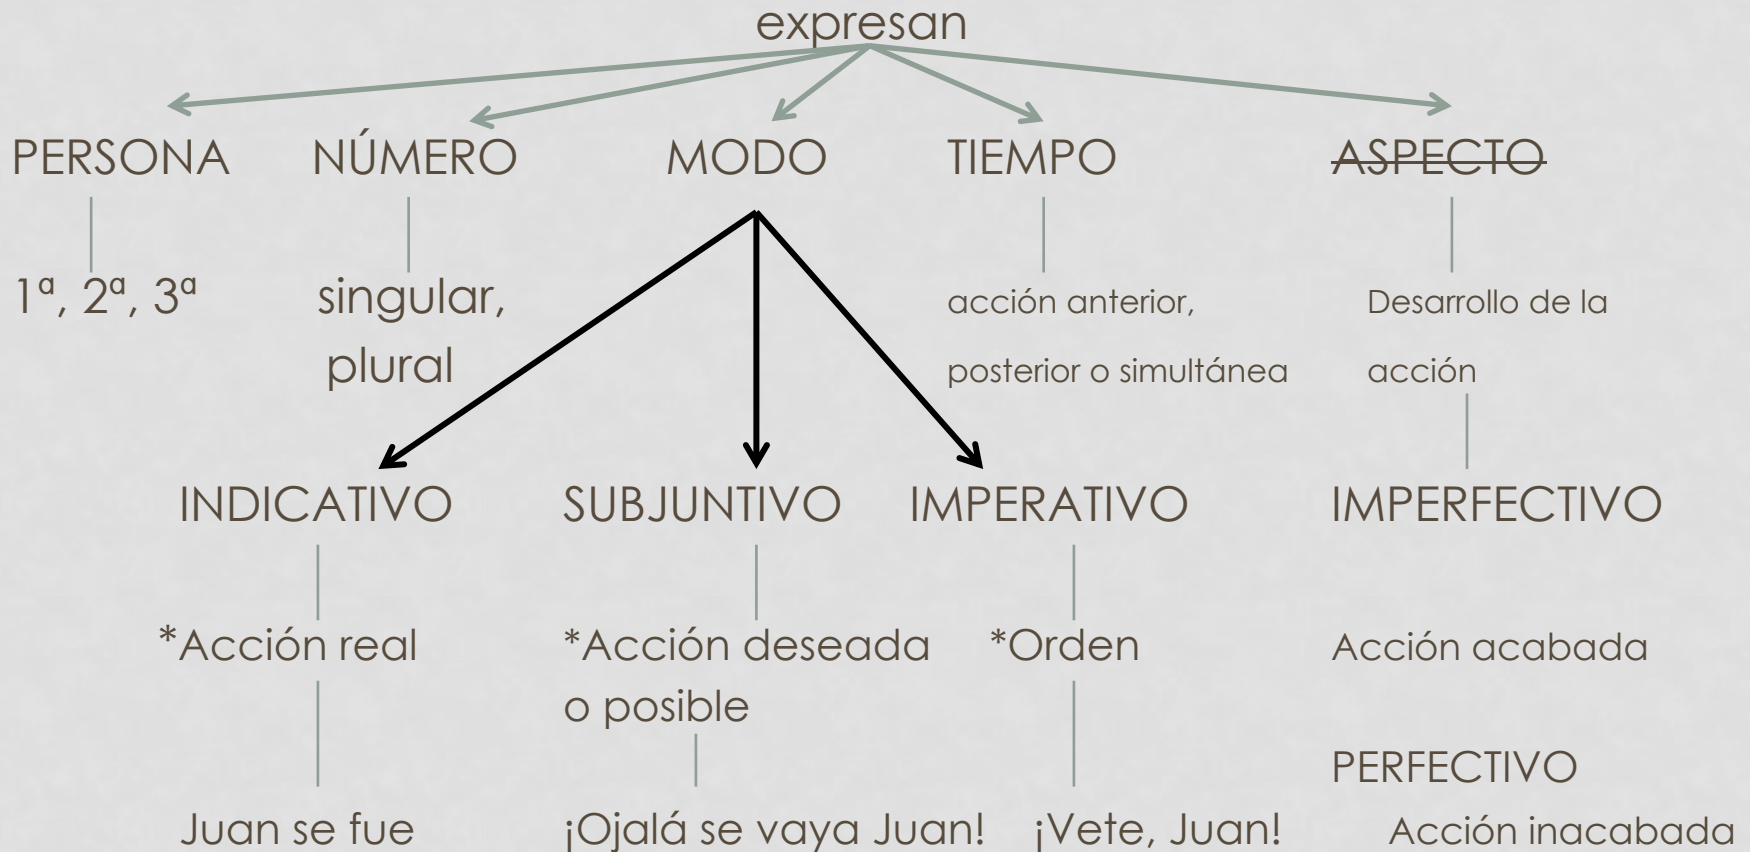 expresan
PERSONA NÚMERO MODO TIEMPO ASPECTO
1ª, 2ª, 3ª singular, acción anterior, Desarrollo de la
plural posterior o simultánea acción
INDICATIVO SUBJUNTIVO IMPERATIVO IMPERFECTIVO
*Acción real *Acción deseada *Orden Acción acabada
o posible
PERFECTIVO
Juan se fue ¡Ojalá se vaya Juan! ¡Vete, Juan! Acción inacabada